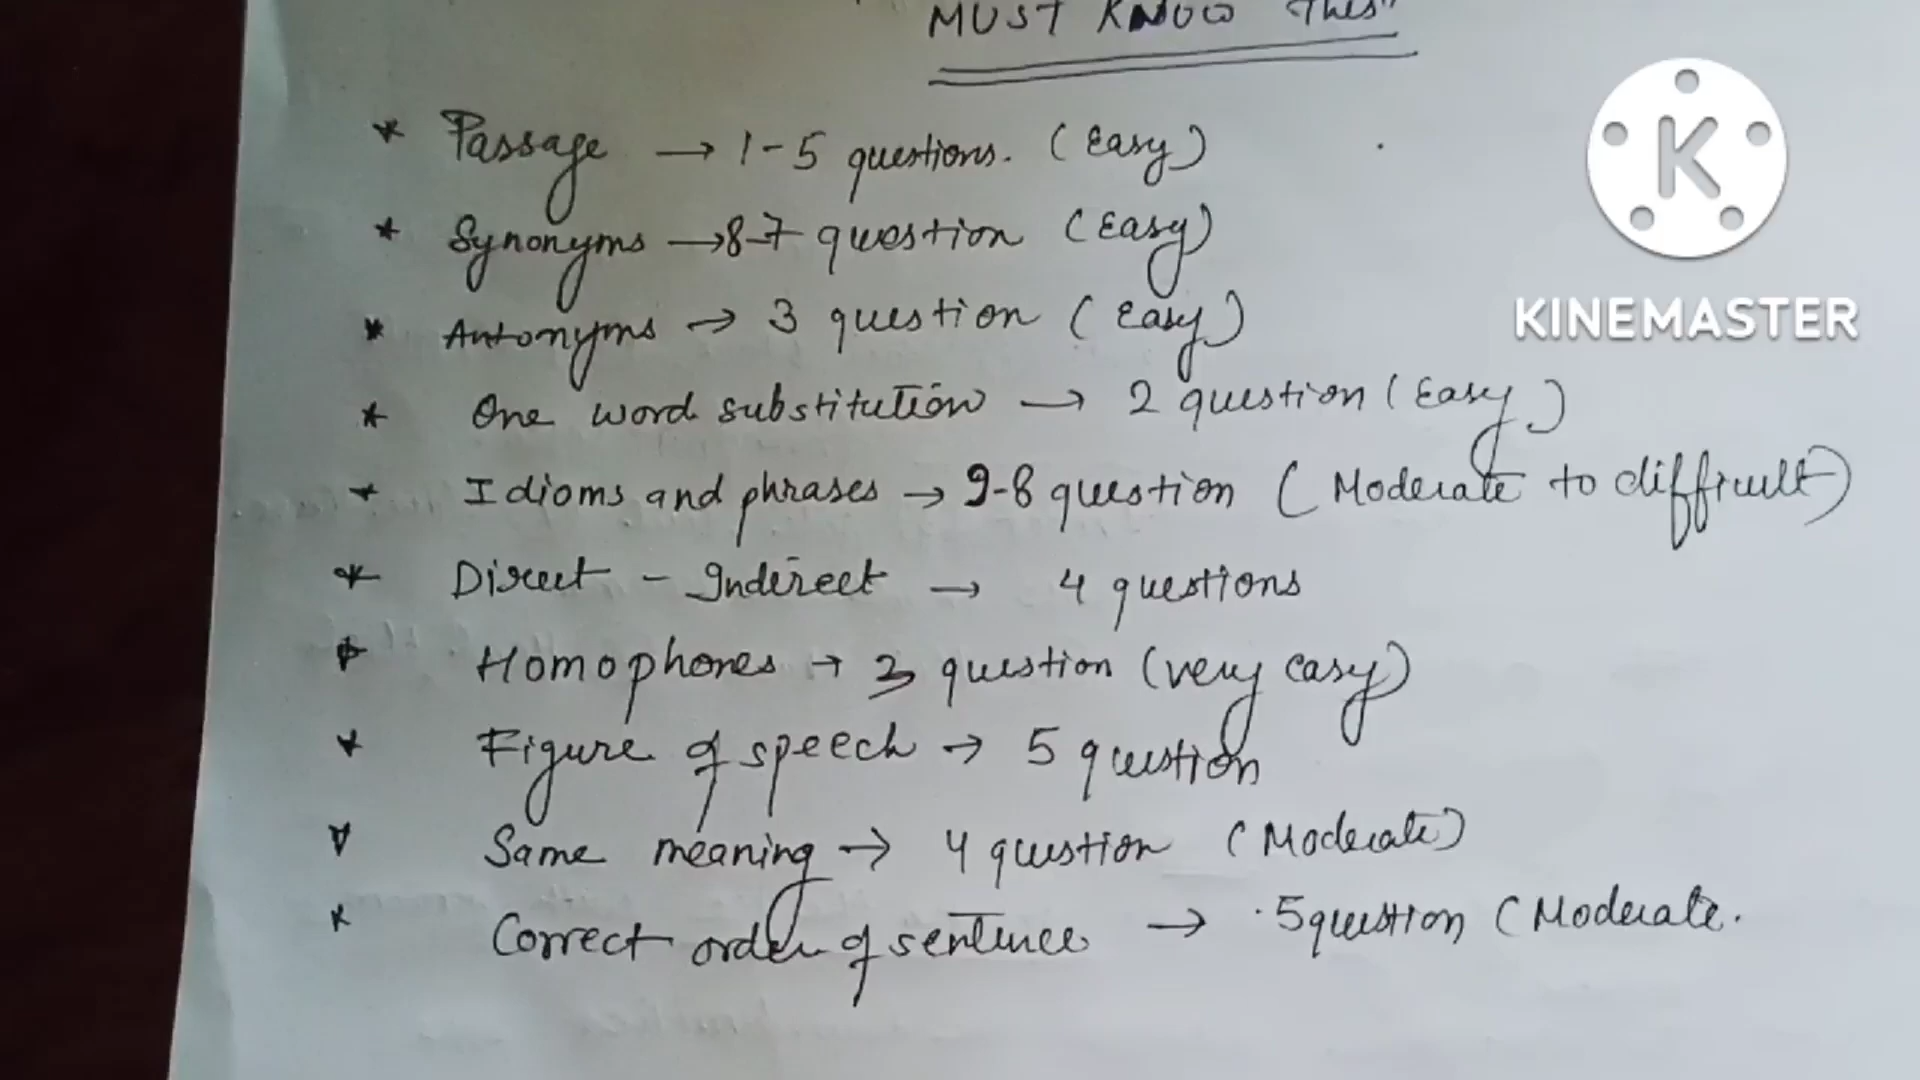 MUST KNOW This"
* Passage → 1-5 questions. (Easy)
* Synonyms → 8-7 question (Easy)
* Antonyms → 3 question (Easy)
* One word substitution → 2 question (Easy)
* Idioms and phrases → 9-8 question (Moderate to difficult)
* Direct - Indirect → 4 questions
* Homophones → 3 question (very easy)
* Figure of speech → 5 question
* Same meaning → 4 question (Moderate)
* Correct order of sentence → 5 question (Moderate.
KINEMASTER